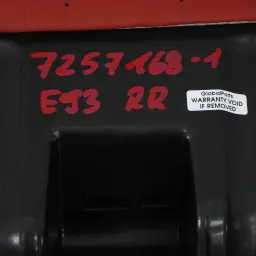 7257168-1
EJ3 RR
GlobalParts
WARRANTY VOID
IF REMOVED